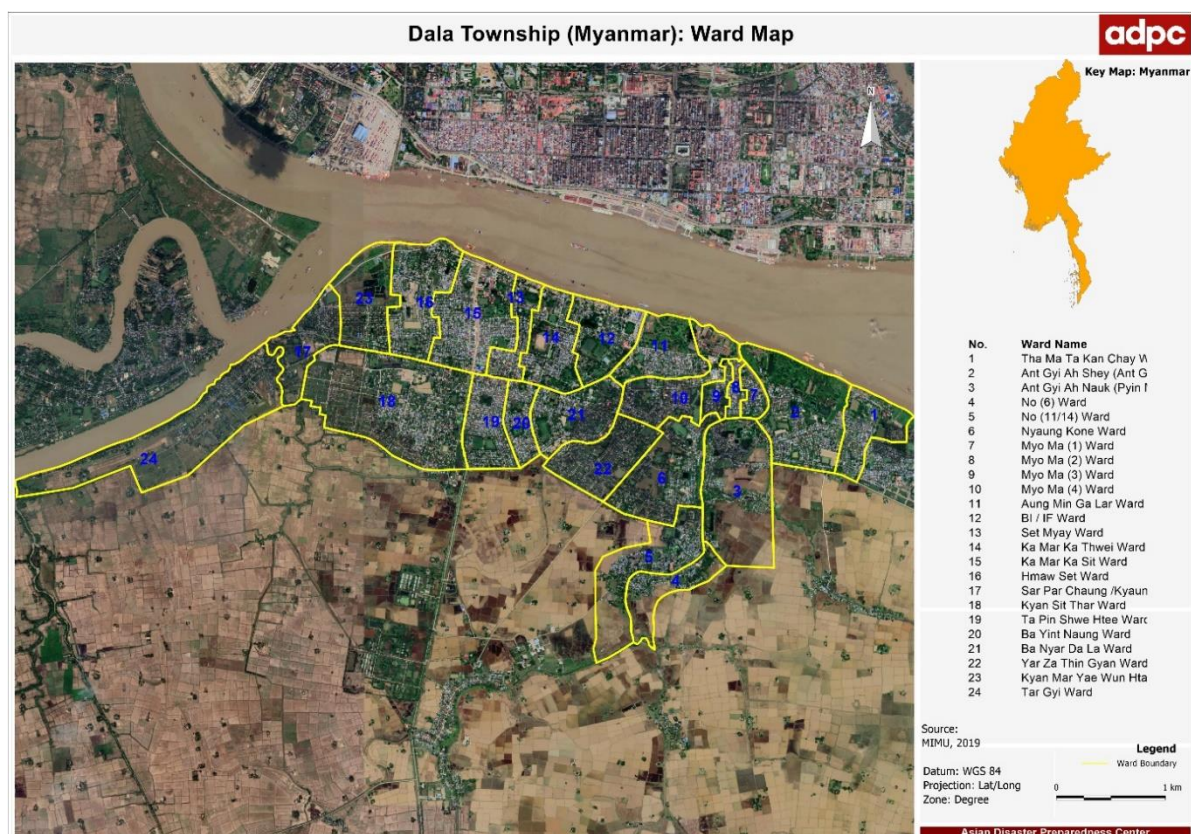 Dala Township (Myanmar): Ward Map
adpc
Key Map: Myanmar
N
23
16
15
13
14
12
11
17
18
19
20
21
10
9
8
7
2
1
24
22
6
3
5
4
No. Ward Name
1 Tha Ma Ta Kan Chay W
2 Ant Gyi Ah Shey (Ant G
3 Ant Gyi Ah Nauk (Pyin
4 No (6) Ward
5 No (11/14) Ward
6 Nyaung Kone Ward
7 Myo Ma (1) Ward
8 Myo Ma (2) Ward
9 Myo Ma (3) Ward
10 Myo Ma (4) Ward
11 Aung Min Ga Lar Ward
12 BI / IF Ward
13 Set Myay Ward
14 Ka Mar Ka Thwei Ward
15 Ka Mar Ka Sit Ward
16 Hmaw Set Ward
17 Sar Par Chaung /Kyaun
18 Kyan Sit Thar Ward
19 Ta Pin Shwe Htee Ward
20 Ba Yint Naung Ward
21 Ba Nyar Da La Ward
22 Yar Za Thin Gyan Ward
23 Kyan Mar Yae Wun Hta
24 Tar Gyi Ward
Source:
MIMU, 2019
Legend
Ward Boundary
Datum: WGS 84
Projection: Lat/Long
Zone: Degree
0 1 km
Asian Disaster Preparedness Center